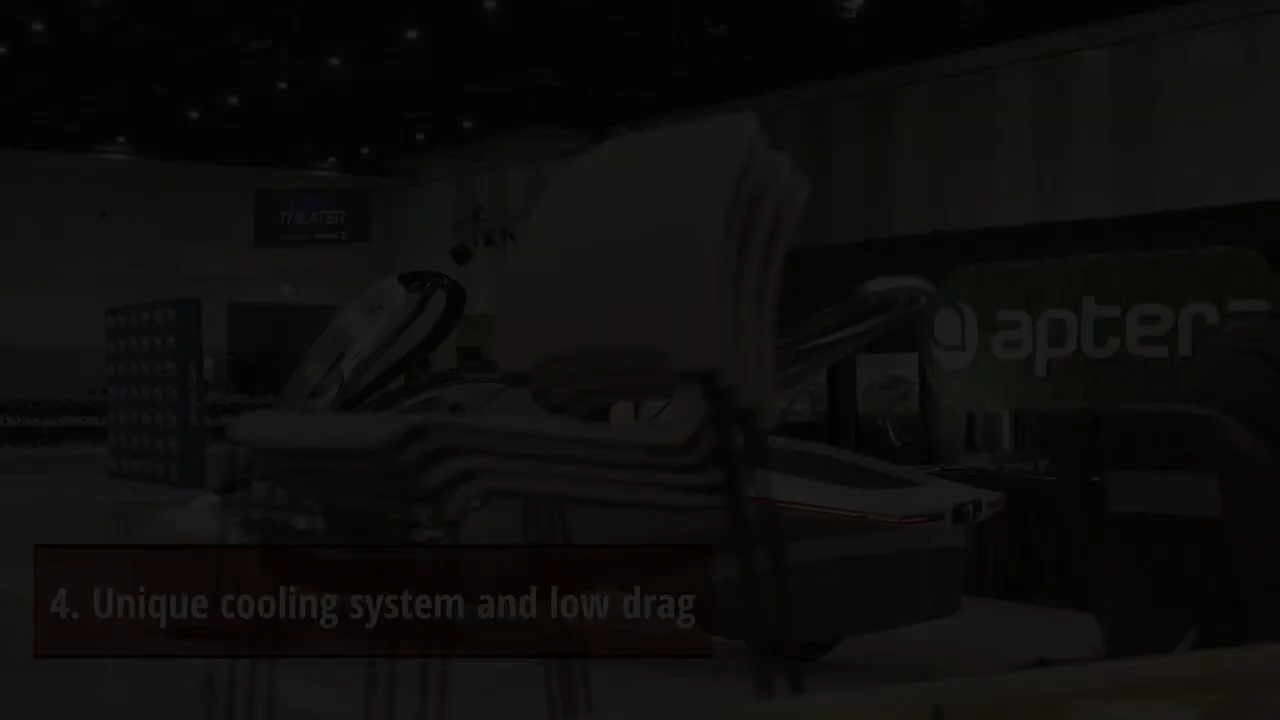 THEATER
apter
4. Unique cooling system and low drag